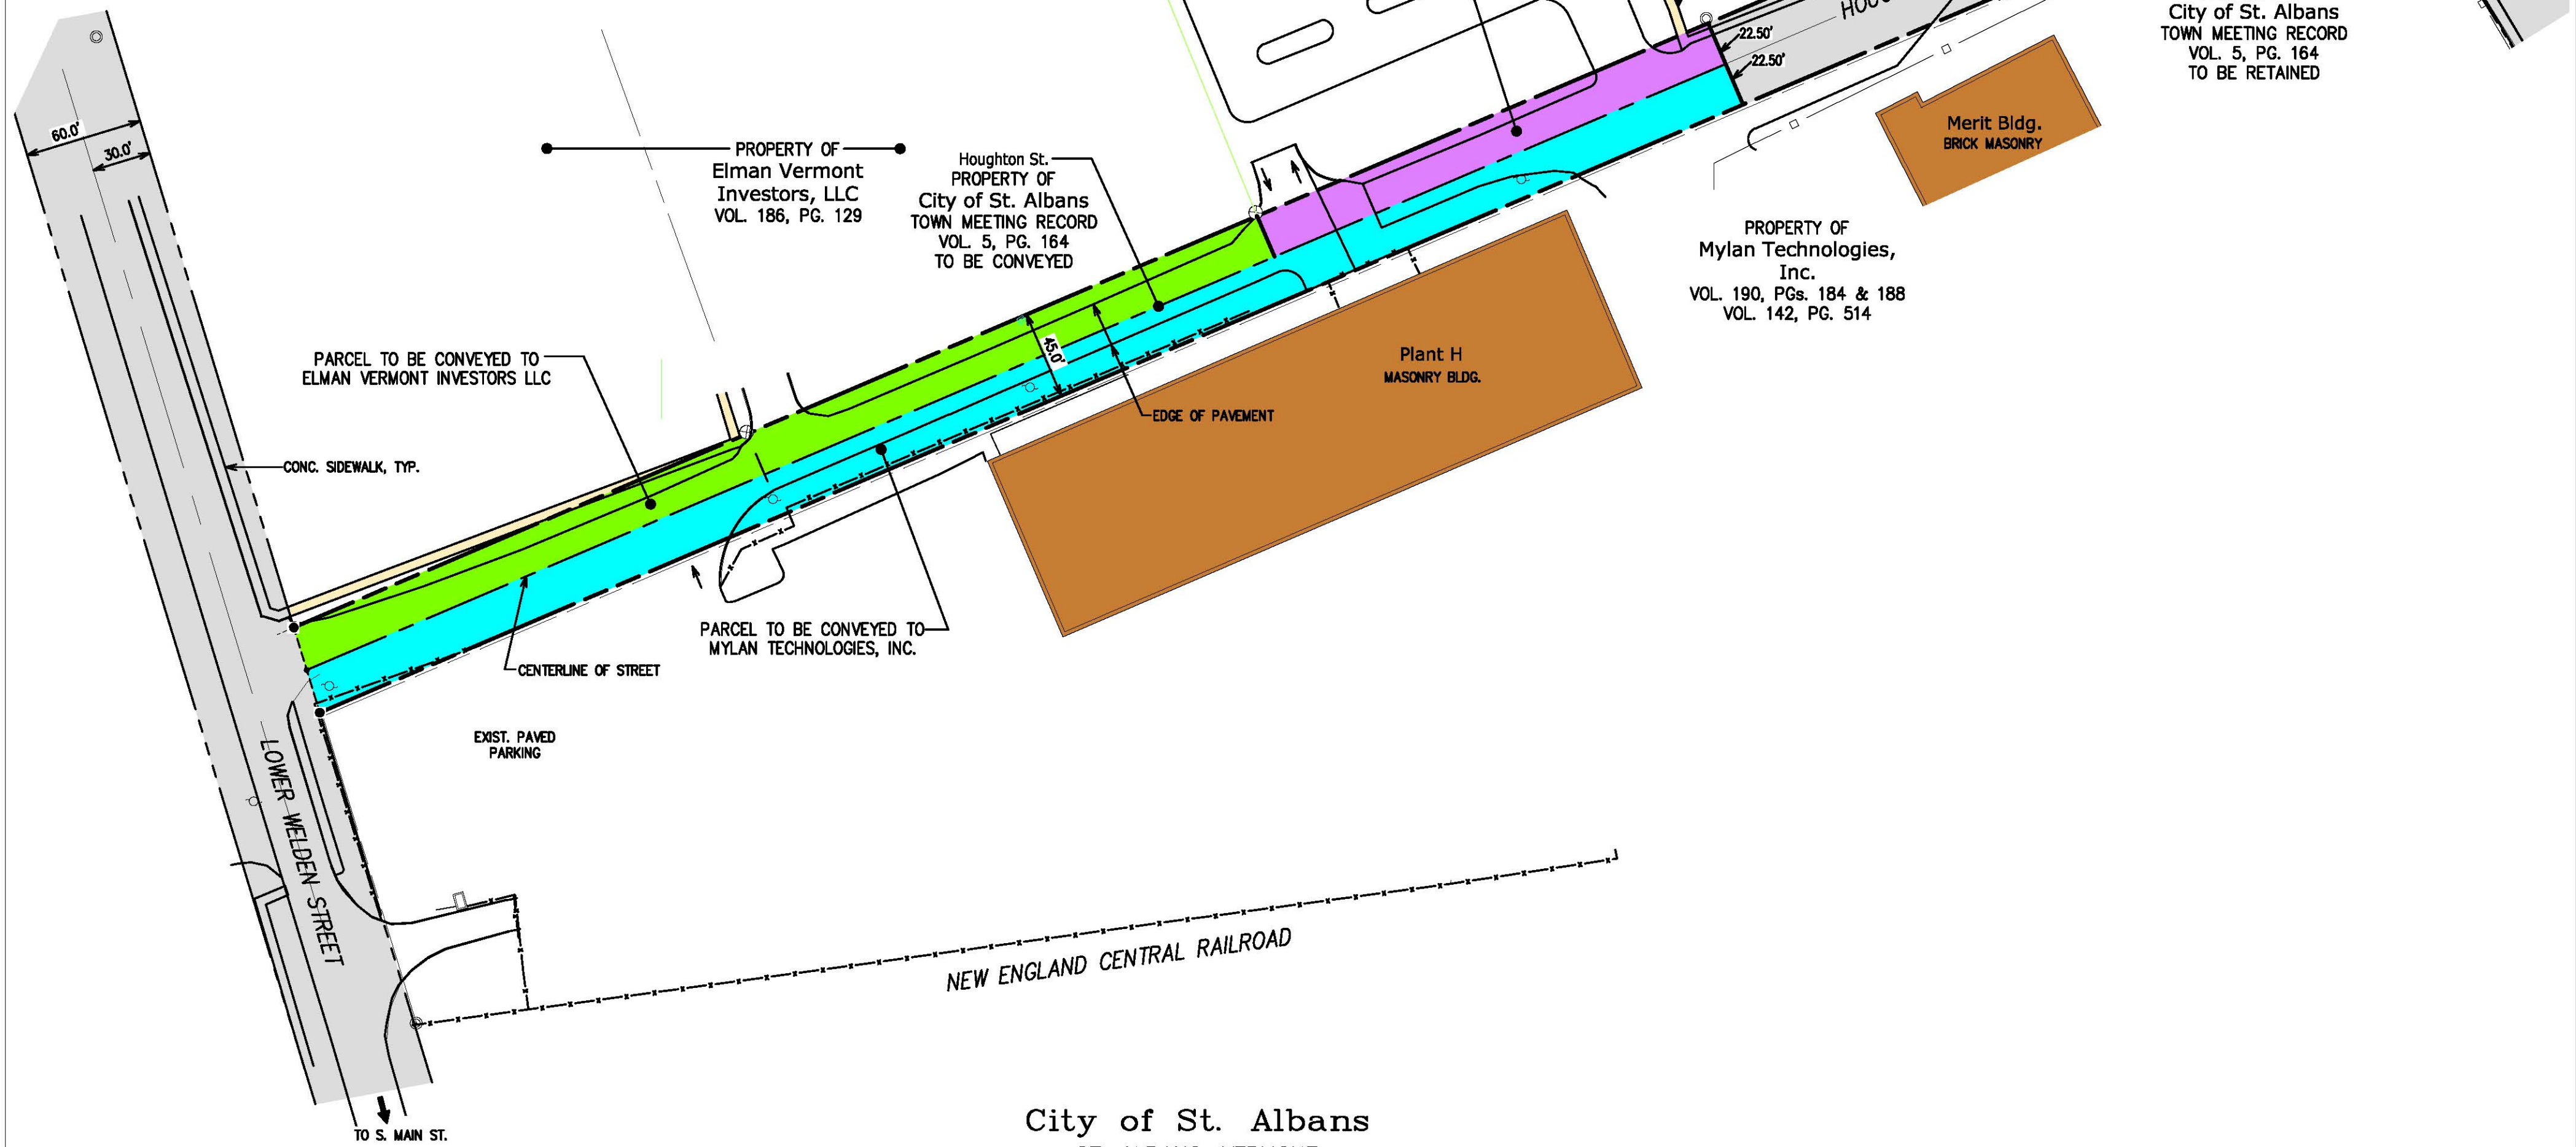 City of St. Albans
TOWN MEETING RECORD
VOL. 5, PG. 164
TO BE RETAINED
22.50'
22.50'
60.0'
30.0'
Merit Bldg.
BRICK MASONRY
PROPERTY OF
Elman Vermont
Investors, LLC
VOL. 186, PG. 129
Houghton St.
PROPERTY OF
City of St. Albans
TOWN MEETING RECORD
VOL. 5, PG. 164
TO BE CONVEYED
PROPERTY OF
Mylan Technologies,
Inc.
VOL. 190, PGs. 184 & 188
VOL. 142, PG. 514
45.0'
PARCEL TO BE CONVEYED TO
ELMAN VERMONT INVESTORS LLC
Plant H
MASONRY BLDG.
EDGE OF PAVEMENT
CONC. SIDEWALK, TYP.
PARCEL TO BE CONVEYED TO
MYLAN TECHNOLOGIES, INC.
CENTERLINE OF STREET
EXIST. PAVED
PARKING
LOWER WELDEN STREET
NEW ENGLAND CENTRAL RAILROAD
City of St. Albans
TO S. MAIN ST.